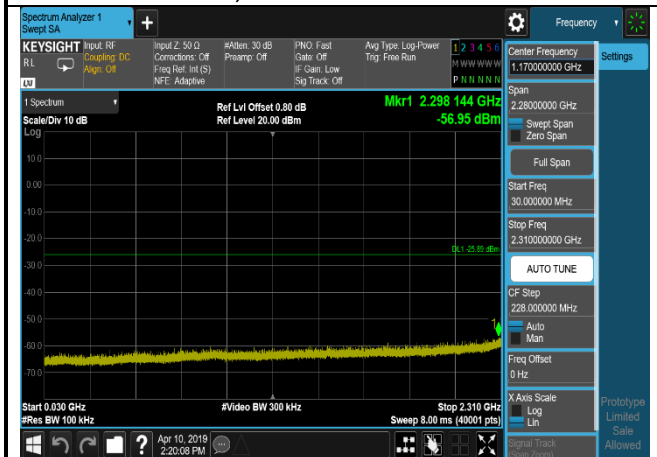 Spectrum Analyzer 1
Swept SA
Frequency
KEYSIGHT
RL
LXI
Input: RF
Coupling: DC
Align: Off
Input Z: 50 Ω
Corrections: Off
Freq Ref: Int (S)
NFE: Adaptive
#Atten: 30 dB
Preamp: Off
PNO: Fast
Gate: Off
IF Gain: Low
Sig Track: Off
Avg Type: Log-Power
Trig: Free Run
1 2 3 4 5 6
M W W W W W
P N N N N N
1 Spectrum
Scale/Div 10 dB
Log
Ref Lvl Offset 0.80 dB
Ref Level 20.00 dBm
Mkr1 2.298 144 GHz
-56.95 dBm
10.0
0.00
-10.0
-20.0
-30.0
-40.0
-50.0
-60.0
-70.0
DL1 -25.89 dBm
1
Start 0.030 GHz
#Res BW 100 kHz
#Video BW 300 kHz
Stop 2.310 GHz
Sweep 8.00 ms (40001 pts)
Apr 10, 2019
2:20:08 PM
Center Frequency
1.170000000 GHz
Span
2.28000000 GHz
Swept Span
Zero Span
Full Span
Start Freq
30.000000 MHz
Stop Freq
2.310000000 GHz
AUTO TUNE
CF Step
228.000000 MHz
Auto
Man
Freq Offset
0 Hz
X Axis Scale
Log
Lin
Signal Track
(Span Zoom)
Settings
Prototype
Limited
Sale
Allowed